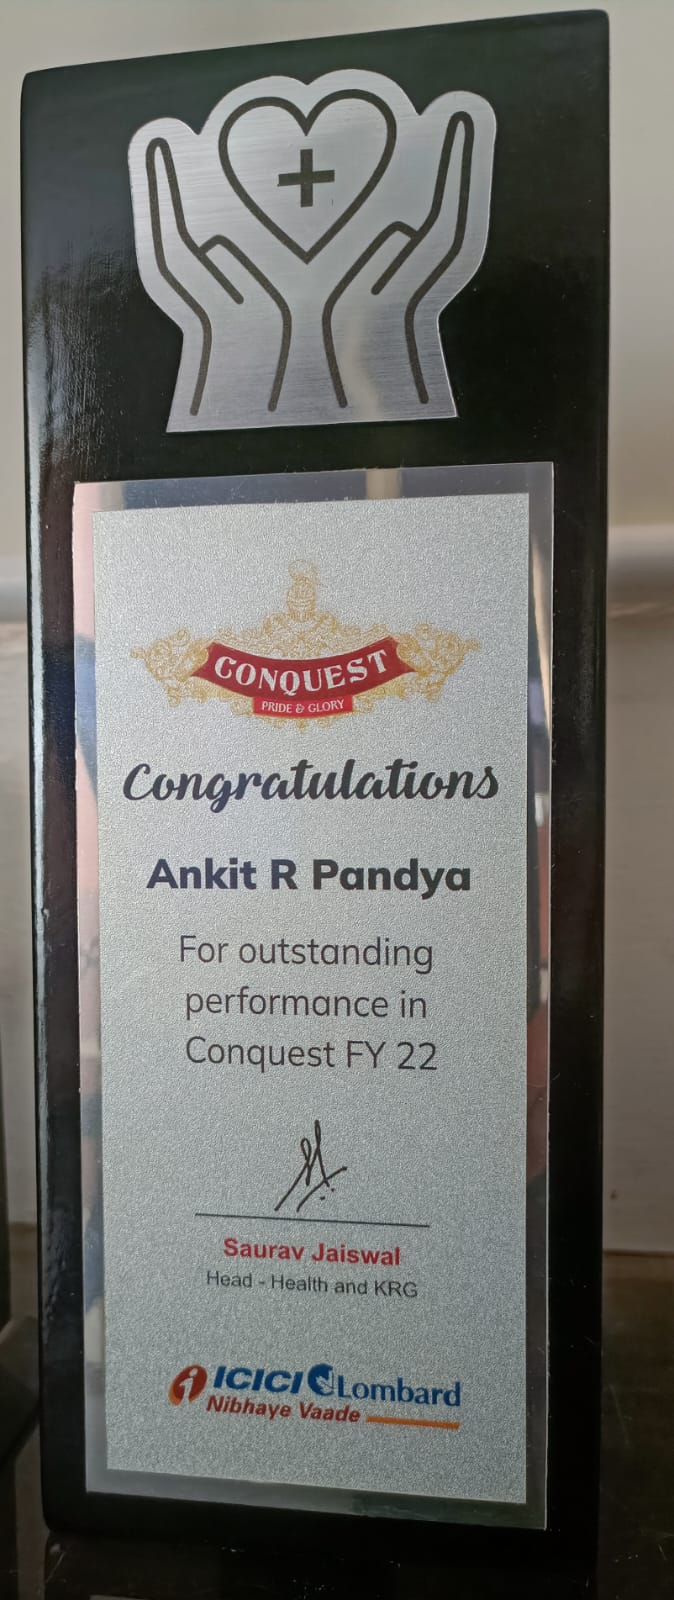 CONQUEST
PRIDE & GLORY
Congratulations
Ankit R Pandya
For outstanding
performance in
Conquest FY 22
Saurav Jaiswal
Head - Health and KRG
ICICI Lombard
Nibhaye Vaade